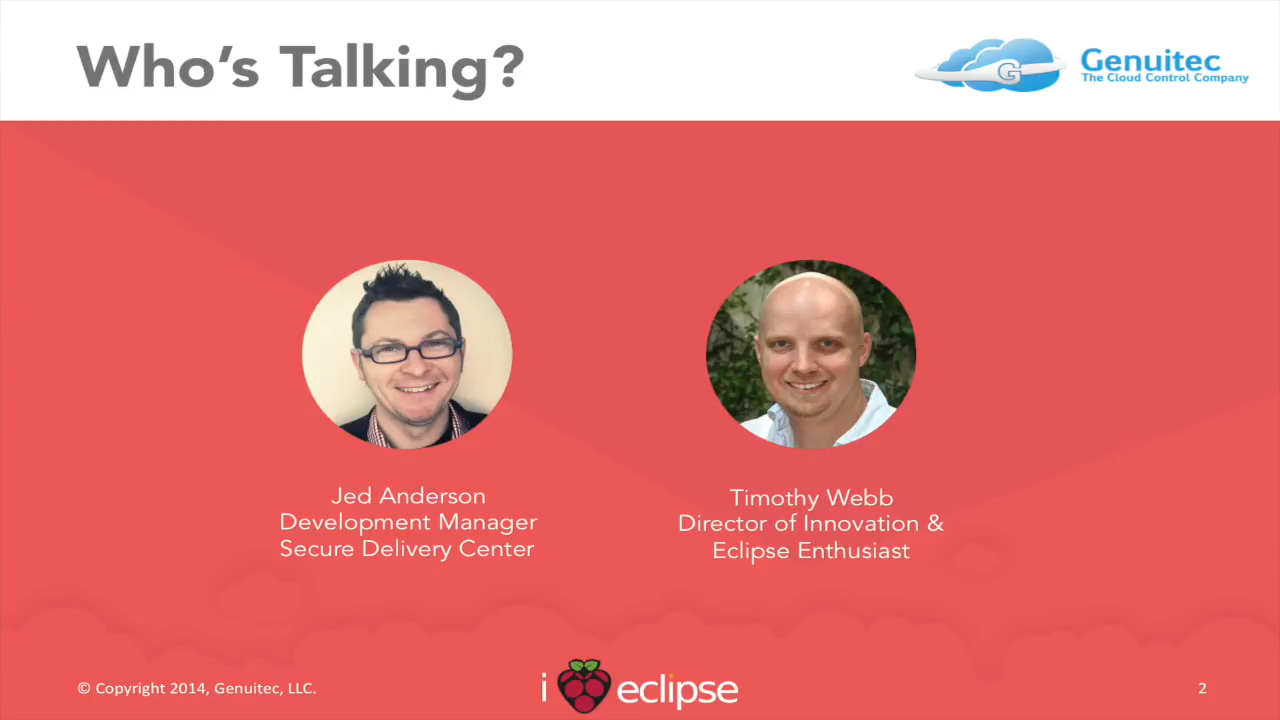 Who's Talking?
G
Genuitec
The Cloud Control Company
Jed Anderson
Development Manager
Secure Delivery Center
Timothy Webb
Director of Innovation &
Eclipse Enthusiast
© Copyright 2014, Genuitec, LLC.
i eclipse
2